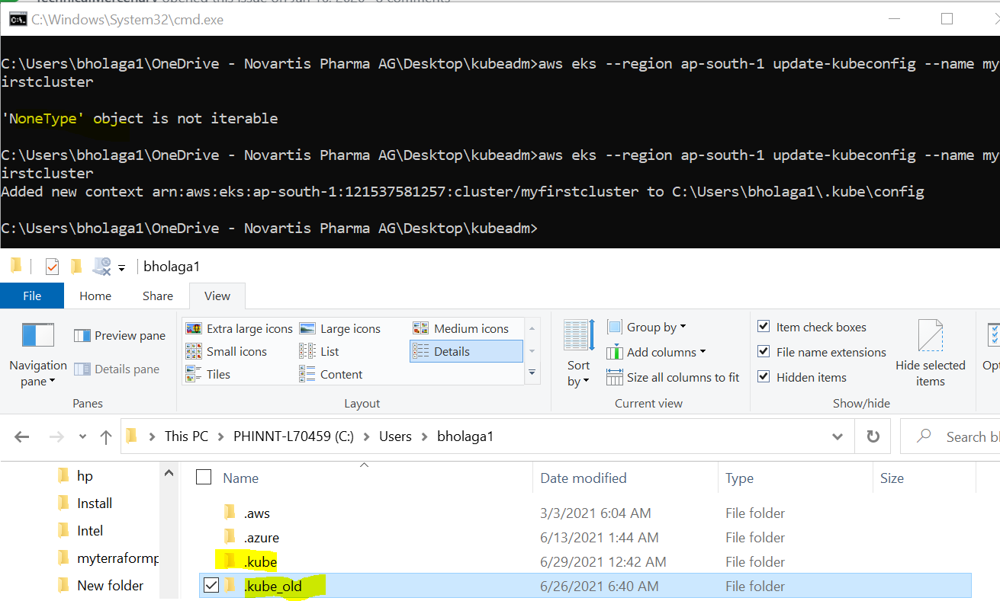 C:\Windows\System32\cmd.exe
C:\Users\bholaga1\OneDrive - Novartis Pharma AG\Desktop\kubeadm>aws eks --region ap-south-1 update-kubeconfig --name my
irstcluster
'NoneType' object is not iterable
C:\Users\bholaga1\OneDrive - Novartis Pharma AG\Desktop\kubeadm>aws eks --region ap-south-1 update-kubeconfig --name my
irstcluster
Added new context arn:aws:eks:ap-south-1:121537581257:cluster/myfirstcluster to C:\Users\bholaga1\.kube\config
C:\Users\bholaga1\OneDrive - Novartis Pharma AG\Desktop\kubeadm>
bholaga1
File Home Share View
Navigation pane
Preview pane
Details pane
Panes
Extra large icons Large icons Medium icons
Small icons List Details
Tiles Content
Layout
Sort by
Group by
Add columns
Size all columns to fit
Current view
Item check boxes
File name extensions
Hidden items
Hide selected items
Show/hide
This PC > PHINNT-L70459 (C:) > Users > bholaga1
Search
hp
Install
Intel
myterraformp
New folder
Name Date modified Type Size
.aws 3/3/2021 6:04 AM File folder
.azure 6/13/2021 1:44 AM File folder
.kube 6/29/2021 12:42 AM File folder
.kube_old 6/26/2021 6:40 AM File folder